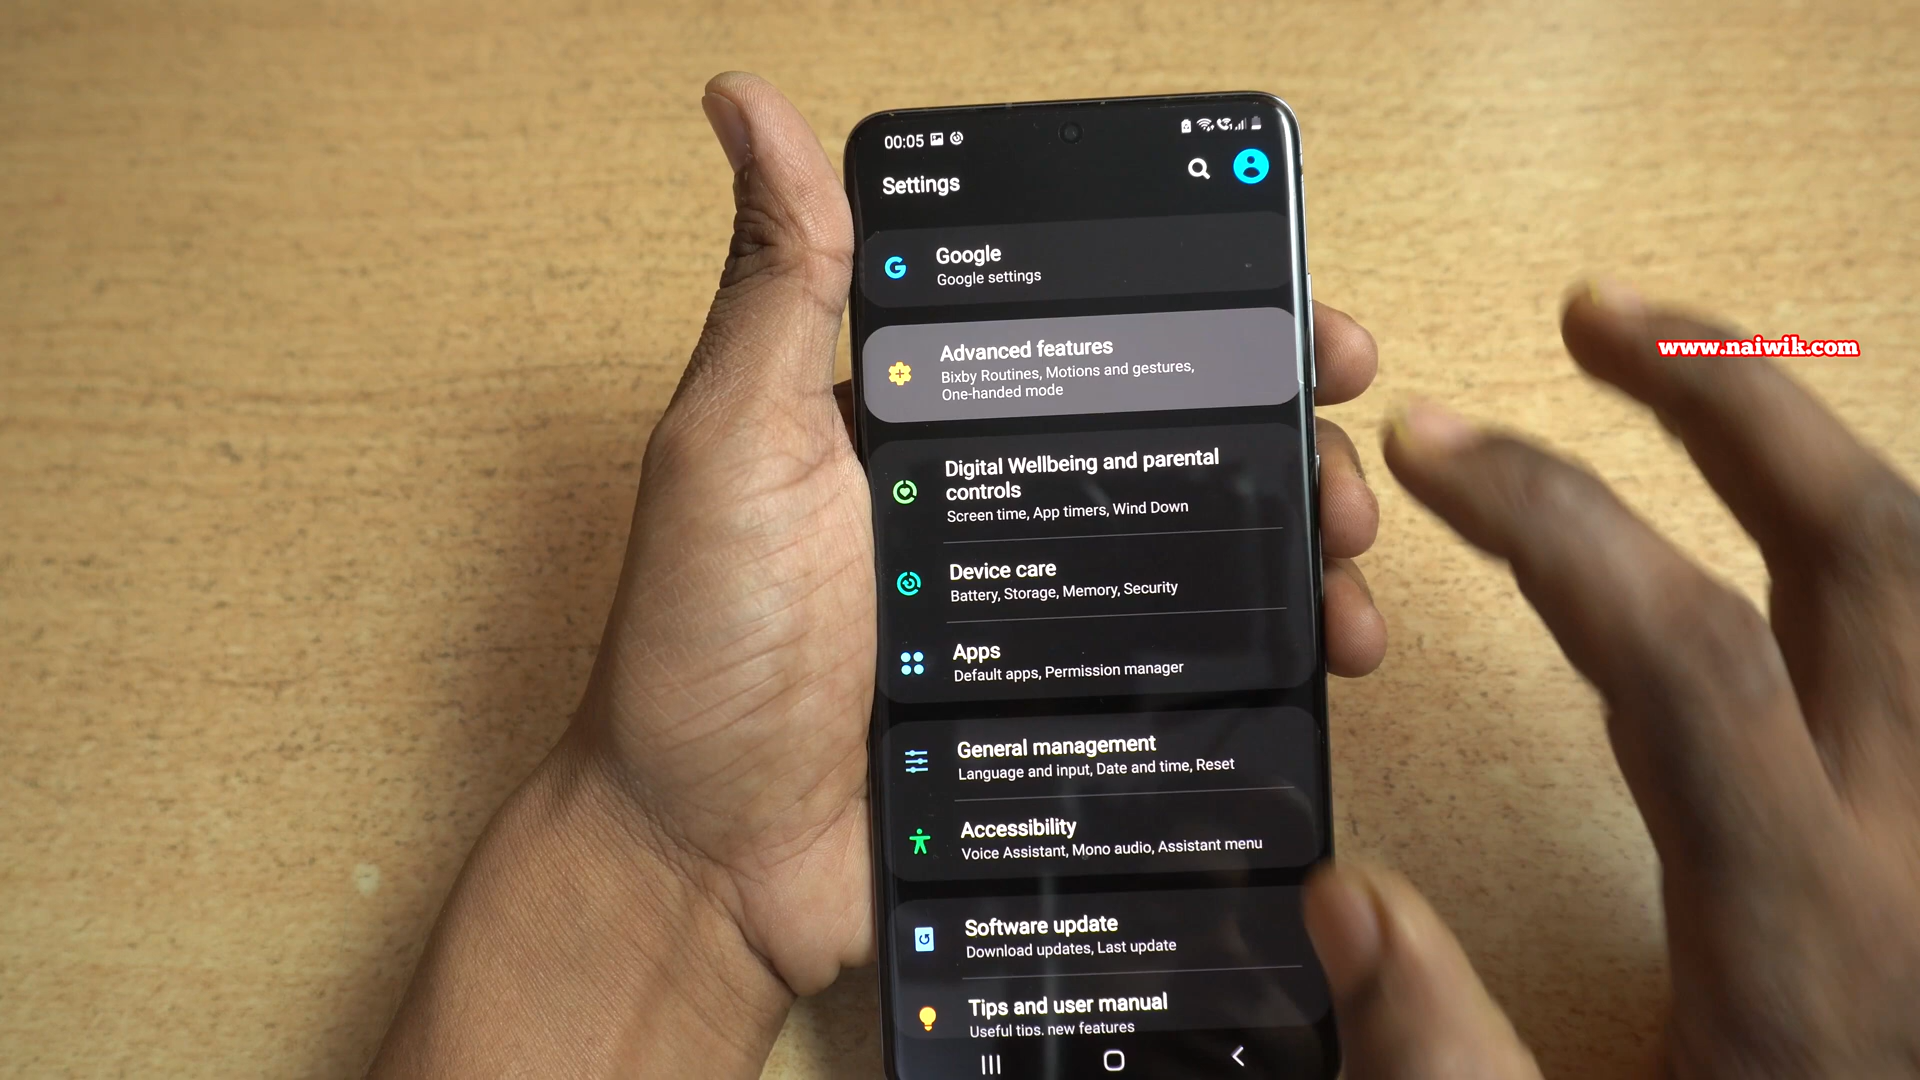 00:05
Settings
Google
Google settings
Advanced features
Bixby Routines, Motions and gestures,
One-handed mode
Digital Wellbeing and parental
controls
Screen time, App timers, Wind Down
Device care
Battery, Storage, Memory, Security
Apps
Default apps, Permission manager
General management
Language and input, Date and time, Reset
Accessibility
Voice Assistant, Mono audio, Assistant menu
Software update
Download updates, Last update
Tips and user manual
Useful tips, new features
www.naiwik.com